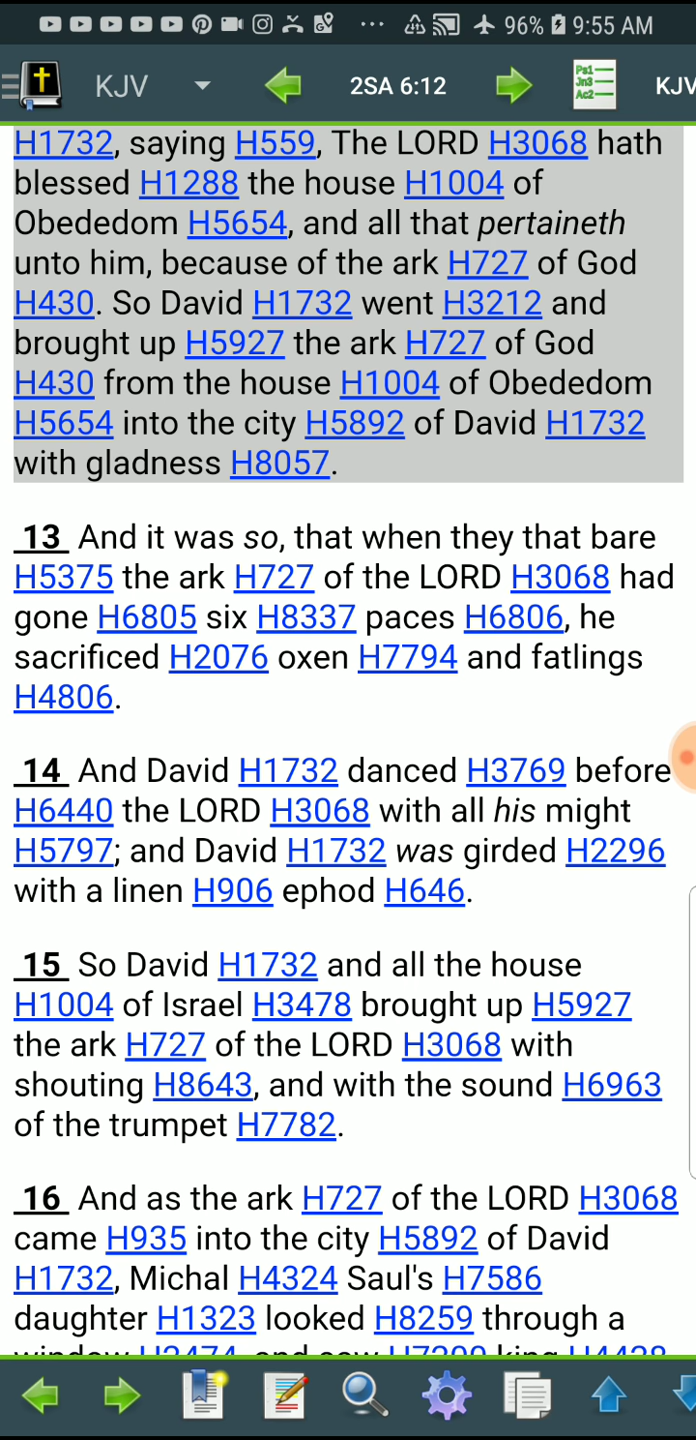 96% 9:55 AM
KJV 2SA 6:12 Ps1 Jn3 Ac2 KJV
H1732, saying H559, The LORD H3068 hath
blessed H1288 the house H1004 of
Obededom H5654, and all that pertaineth
unto him, because of the ark H727 of God
H430. So David H1732 went H3212 and
brought up H5927 the ark H727 of God
H430 from the house H1004 of Obededom
H5654 into the city H5892 of David H1732
with gladness H8057.
13 And it was so, that when they that bare
H5375 the ark H727 of the LORD H3068 had
gone H6805 six H8337 paces H6806, he
sacrificed H2076 oxen H7794 and fatlings
H4806.
14 And David H1732 danced H3769 before
H6440 the LORD H3068 with all his might
H5797; and David H1732 was girded H2296
with a linen H906 ephod H646.
15 So David H1732 and all the house
H1004 of Israel H3478 brought up H5927
the ark H727 of the LORD H3068 with
shouting H8643, and with the sound H6963
of the trumpet H7782.
16 And as the ark H727 of the LORD H3068
came H935 into the city H5892 of David
H1732, Michal H4324 Saul's H7586
daughter H1323 looked H8259 through a